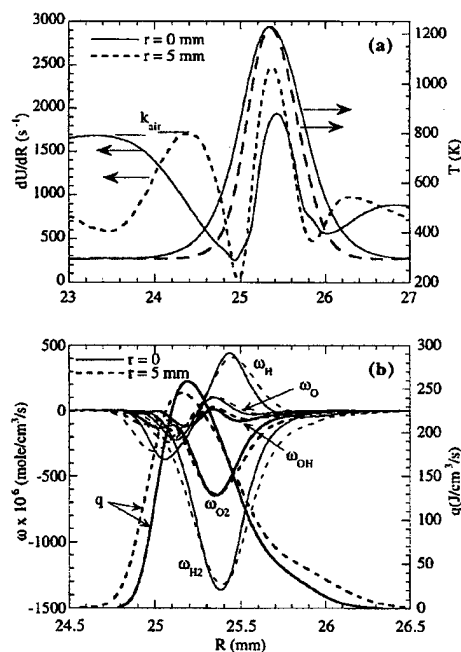 (a)
r = 0 mm
r = 5 mm
k_air
dU/dR (s⁻¹)
3000
2500
2000
1500
1000
500
0
T (K)
1200
1000
800
600
400
200
23 24 25 26 27
(b)
r = 0
r = 5 mm
ω_H
ω_O
ω_OH
ω_O2
ω_H2
q
ω x 10⁶ (mole/cm³/s)
500
0
-500
-1000
-1500
q(J/cm³/s)
300
250
200
150
100
50
0
24.5 25 25.5 26 26.5
R (mm)